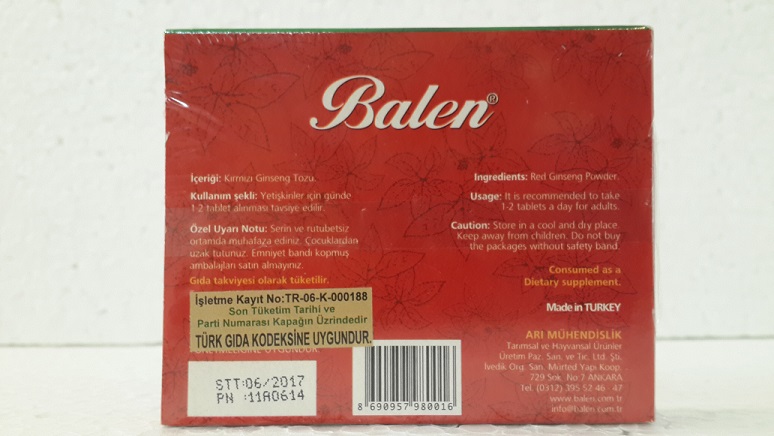 Balen®
İçeriği: Kırmızı Ginseng Tozu.
Kullanım şekli: Yetişkinler için günde
1-2 tablet alınması tavsiye edilir.
Özel Uyarı Notu: Serin ve rutubetsiz
ortamda muhafaza ediniz. Çocuklardan
uzak tutunuz. Emniyet bandı kopmuş
ambalajları satın almayınız.
Gıda takviyesi olarak tüketilir.
İşletme Kayıt No:TR-06-K-000188
Son Tüketim Tarihi ve
Parti Numarası Kapağın Üzrindedir
TÜRK GIDA KODEKSİNE UYGUNDUR.
STT:06/2017
PN :11A0614
Ingredients: Red Ginseng Powder.
Usage: It is recommended to take
1-2 tablets a day for adults.
Caution: Store in a cool and dry place.
Keep away from children. Do not buy
the packages without safety band.
Consumed as a
Dietary supplement.
Made in TURKEY
ARI MÜHENDİSLİK
Tarımsal ve Hayvansal Ürünler
Üretim Paz. San. ve Tic. Ltd. Şti.
İvedik Org. San. Mürted Yapı Koop.
729 Sok. No:7 ANKARA
Tel: (0312) 395 57 46 - 47
www.balen.com.tr
info@balen.com.tr
8 690957 980016